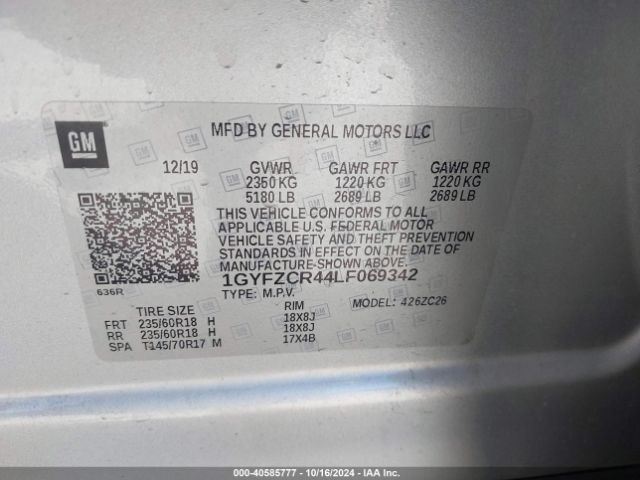 GM
MFD BY GENERAL MOTORS LLC
12/19 GVWR GAWR FRT GAWR RR
2350 KG 1220 KG 1220 KG
5180 LB 2689 LB 2689 LB
THIS VEHICLE CONFORMS TO ALL
APPLICABLE U.S. FEDERAL MOTOR
VEHICLE SAFETY AND THEFT PREVENTION
STANDARDS IN EFFECT ON THE DATE OF
MANUFACTURE SHOWN ABOVE.
1GYFZCR44LF069342
636R
TYPE: M.P.V. MODEL: 426ZC26
TIRE SIZE RIM
FRT 235/60R18 H 18X8J
RR 235/60R18 H 18X8J
SPA T145/70R17 M 17X4B
000-40585777 - 10/16/2024 - IAA Inc.